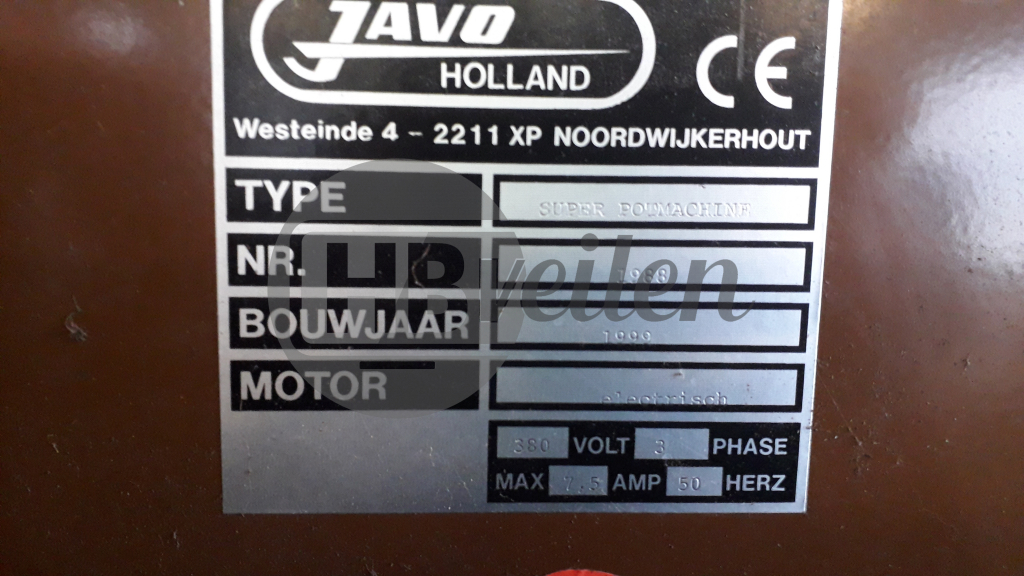 JAVO
HOLLAND
CE
Westeinde 4 - 2211 XP NOORDWIJKERHOUT
TYPE SUPER POTMACHINE
NR. 1988
HBveilen
BOUWJAAR 1999
MOTOR electrisch
380 VOLT 3 PHASE
MAX 7.5 AMP 50 HERZ